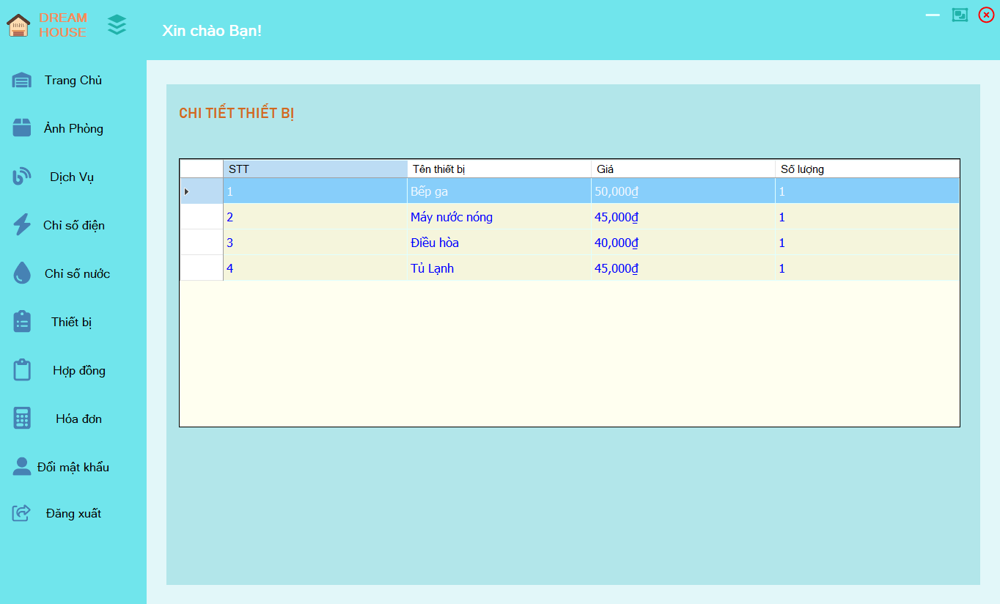 DREAM
HOUSE
Xin chào Bạn!
Trang Chủ
Ảnh Phòng
Dịch Vụ
Chỉ số điện
Chỉ số nước
Thiết bị
Hợp đồng
Hóa đơn
Đổi mật khẩu
Đăng xuất
CHI TIẾT THIẾT BỊ
STT Tên thiết bị Giá Số lượng
1 Bếp ga 50,000₫ 1
2 Máy nước nóng 45,000₫ 1
3 Điều hòa 40,000₫ 1
4 Tủ Lạnh 45,000₫ 1